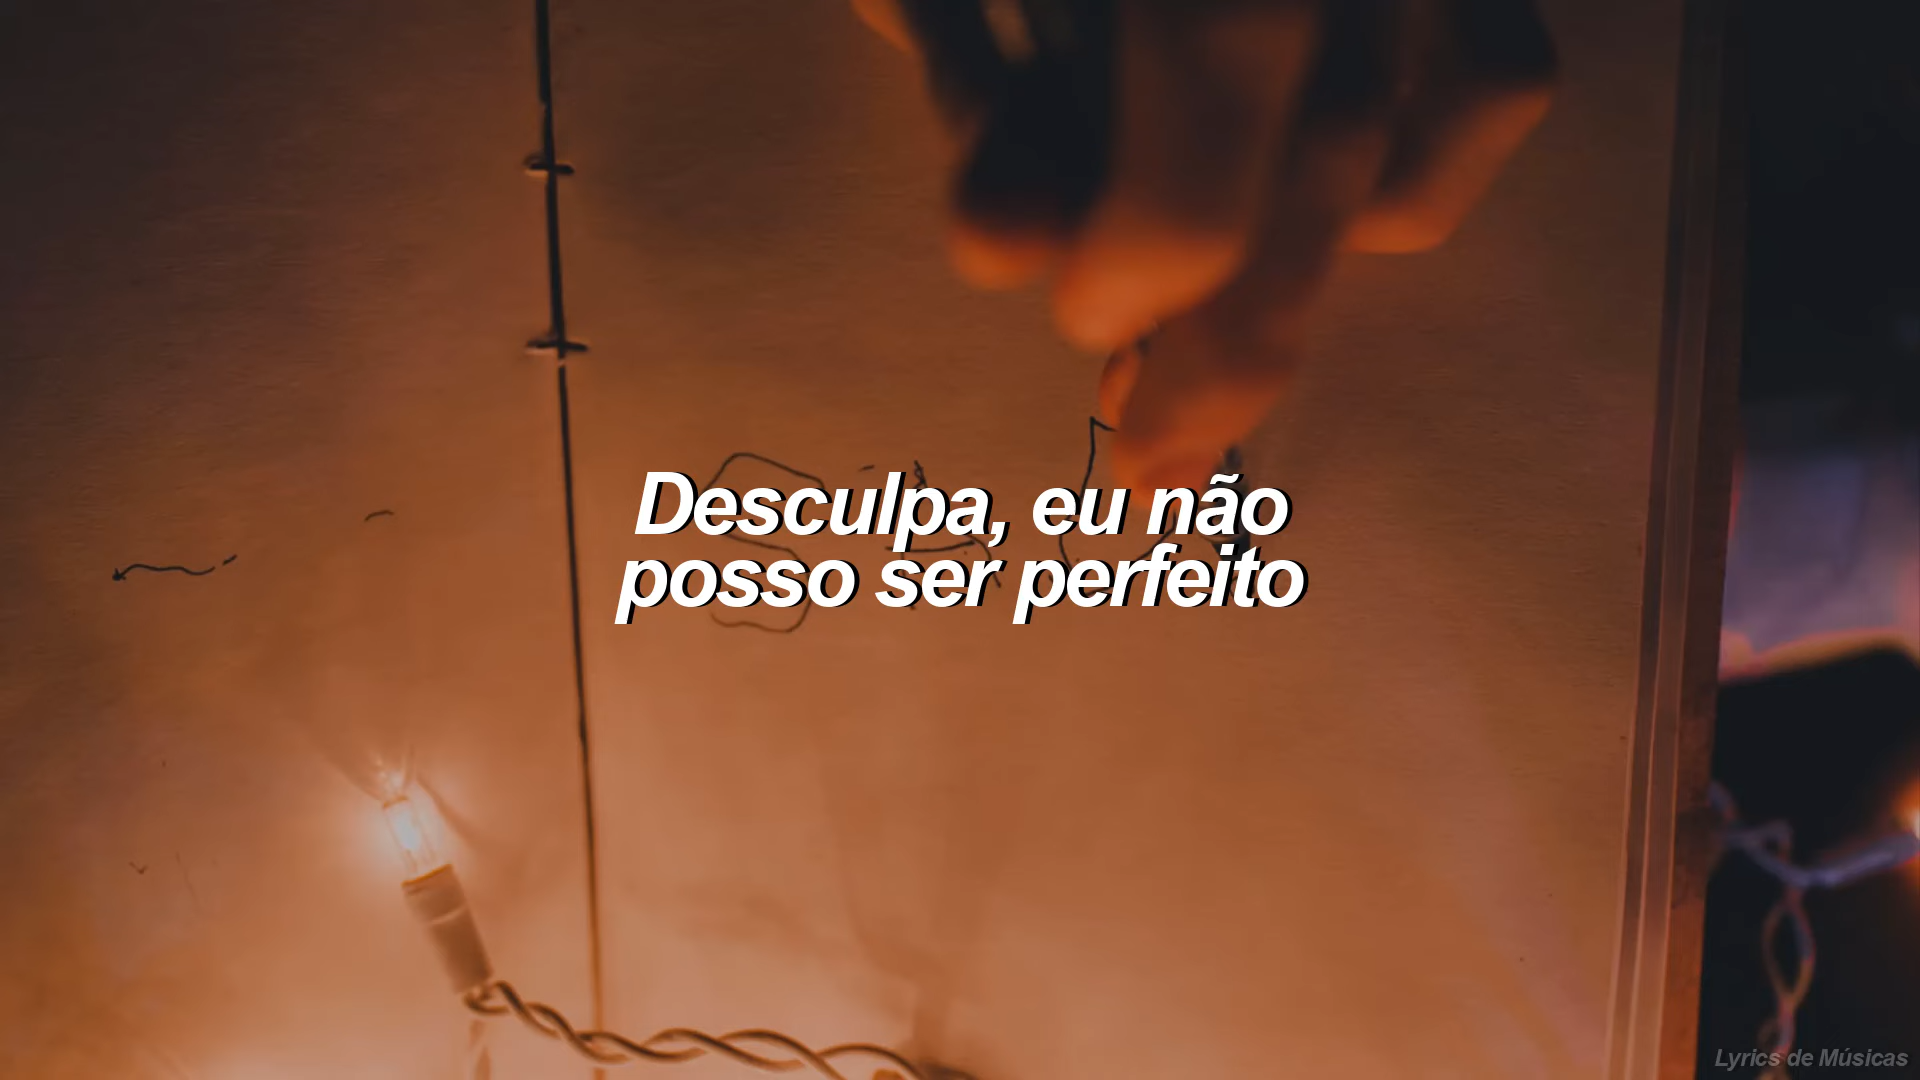 Desculpa, eu não
posso ser perfeito
Lyrics de Músicas